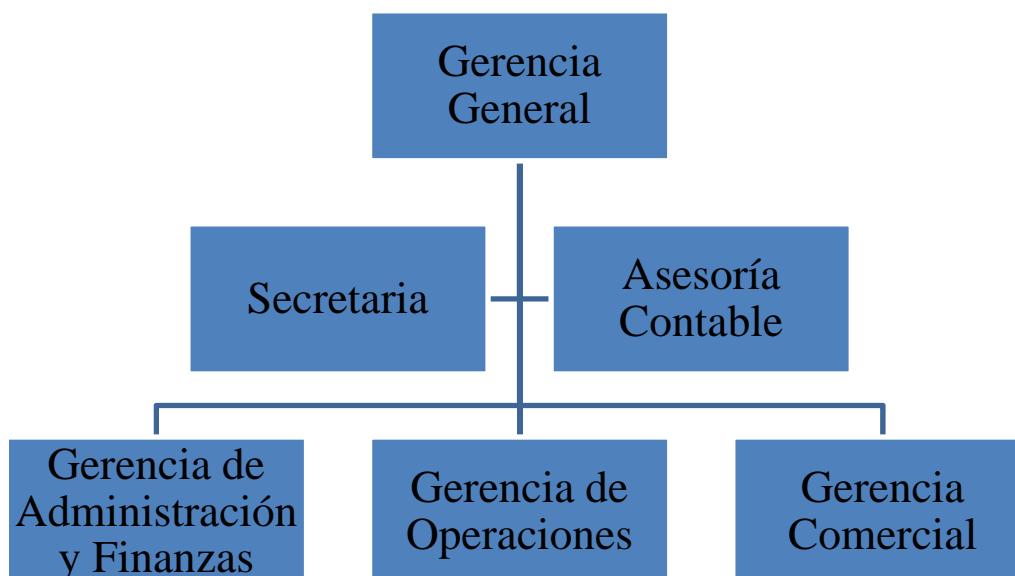 Gerencia
General
Secretaria
Asesoría
Contable
Gerencia de
Administración
y Finanzas
Gerencia de
Operaciones
Gerencia
Comercial